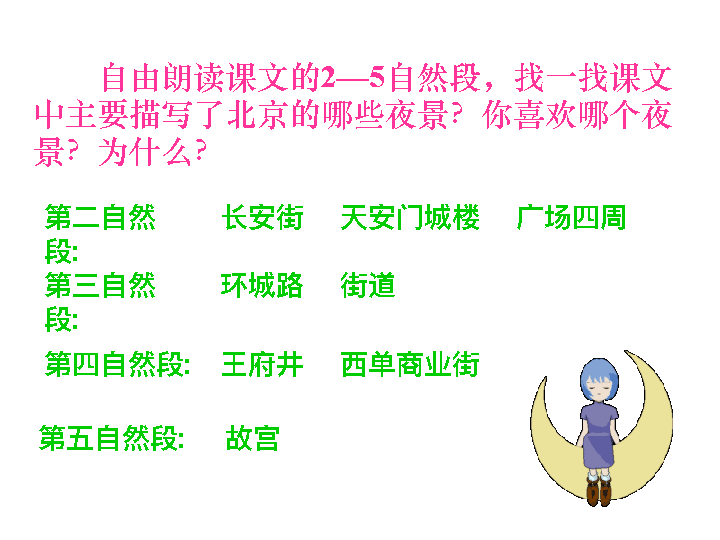 自由朗读课文的2—5自然段，找一找课文
中主要描写了北京的哪些夜景？你喜欢哪个夜
景？为什么？
第二自然段: 长安街 天安门城楼 广场四周
第三自然段: 环城路 街道
第四自然段: 王府井 西单商业街
第五自然段: 故宫